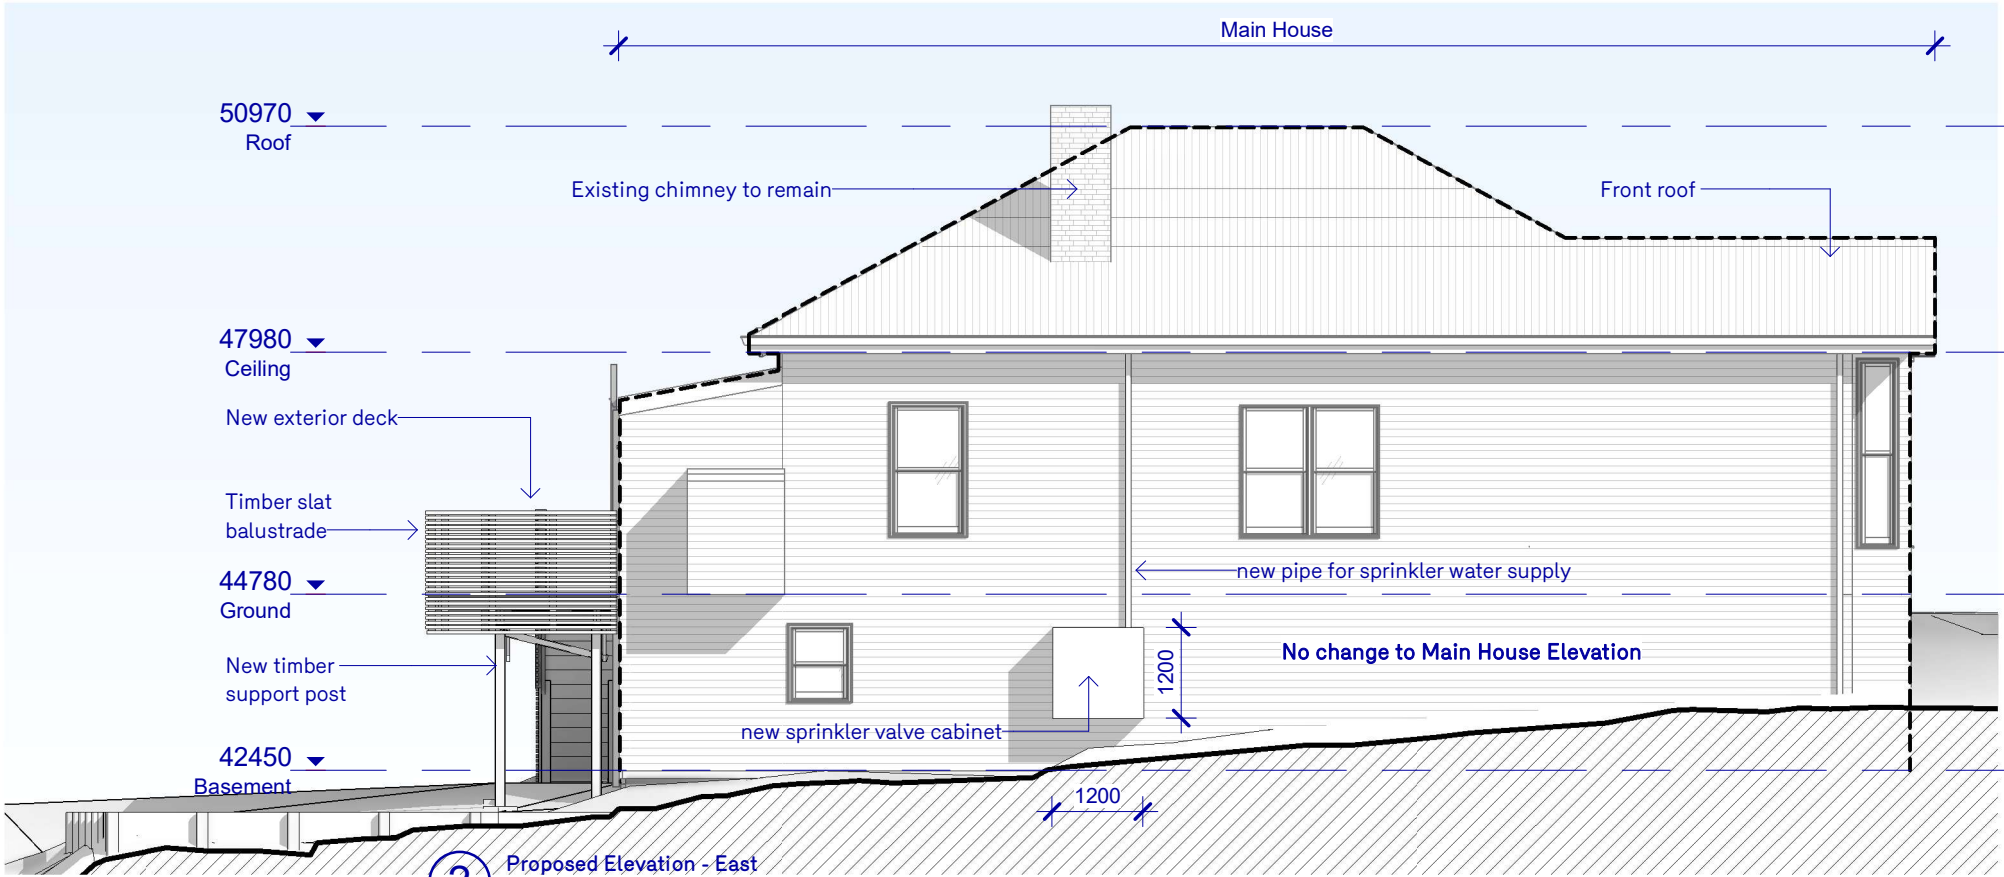 Main House
50970
Roof
Existing chimney to remain
Front roof
47980
Ceiling
New exterior deck
Timber slat
balustrade
44780
Ground
new pipe for sprinkler water supply
New timber
support post
1200
No change to Main House Elevation
new sprinkler valve cabinet
42450
Basement
1200
Proposed Elevation - East